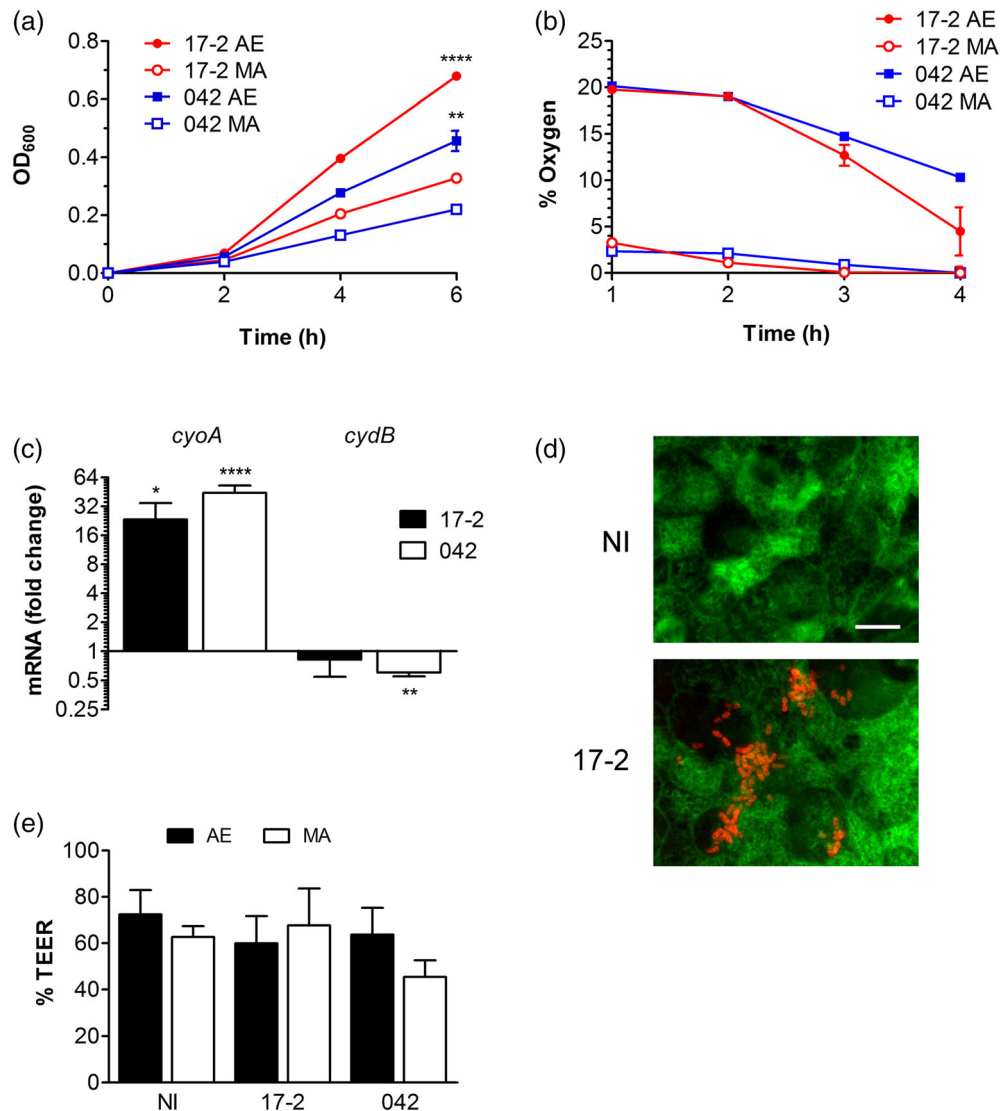 (a)
17-2 AE
17-2 MA
042 AE
042 MA
****
**
OD600
0.8
0.6
0.4
0.2
0.0
0 2 4 6
Time (h)
(b)
17-2 AE
17-2 MA
042 AE
042 MA
% Oxygen
25
20
15
10
5
0
1 2 3 4
Time (h)
(c)
cyoA cydB
* ****
17-2
042
**
mRNA (fold change)
64
32
16
8
4
2
1
0.5
0.25
(d)
NI
17-2
(e)
AE MA
% TEER
100
80
60
40
20
0
NI 17-2 042